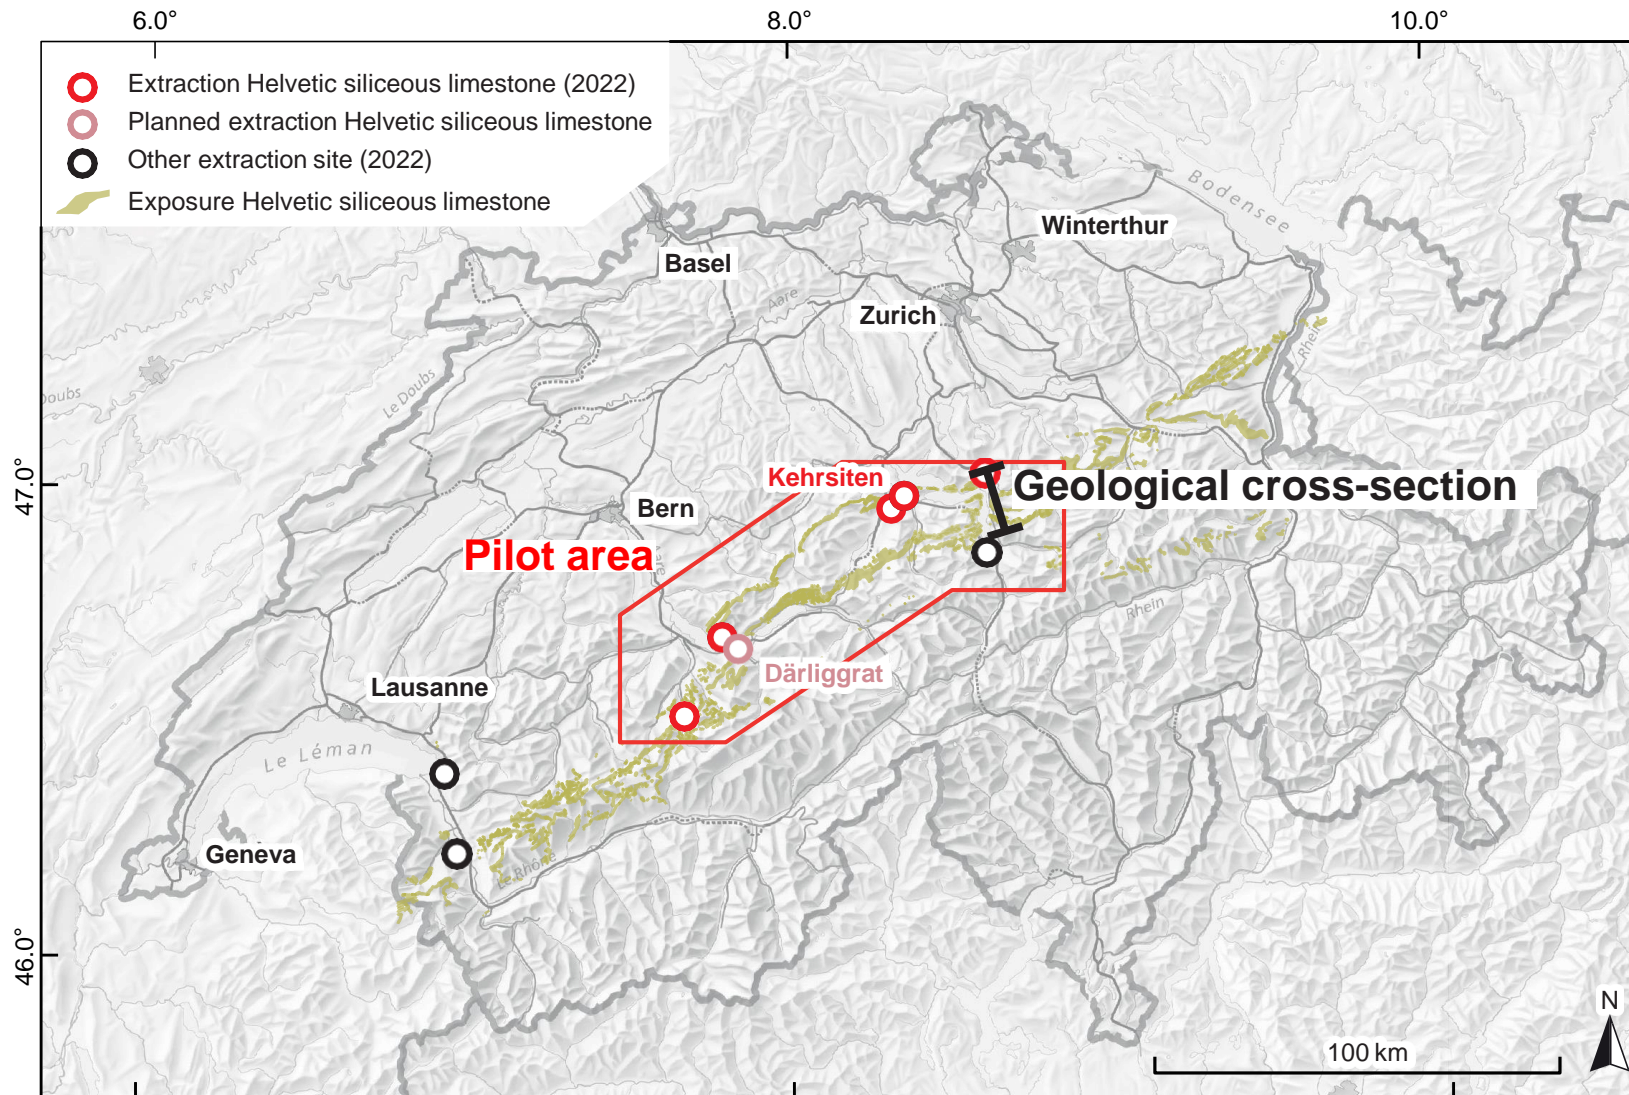 6.0°
8.0°
10.0°
Extraction Helvetic siliceous limestone (2022)
Planned extraction Helvetic siliceous limestone
Other extraction site (2022)
Exposure Helvetic siliceous limestone
Bodensee
Winterthur
Basel
Aare
Zurich
Rhein
Le Doubs
Doubs
47.0°
Kehrsiten
Geological cross-section
Bern
Pilot area
Rhein
Därliggrat
Lausanne
Le Léman
Geneva
Le Rhône
46.0°
N
100 km